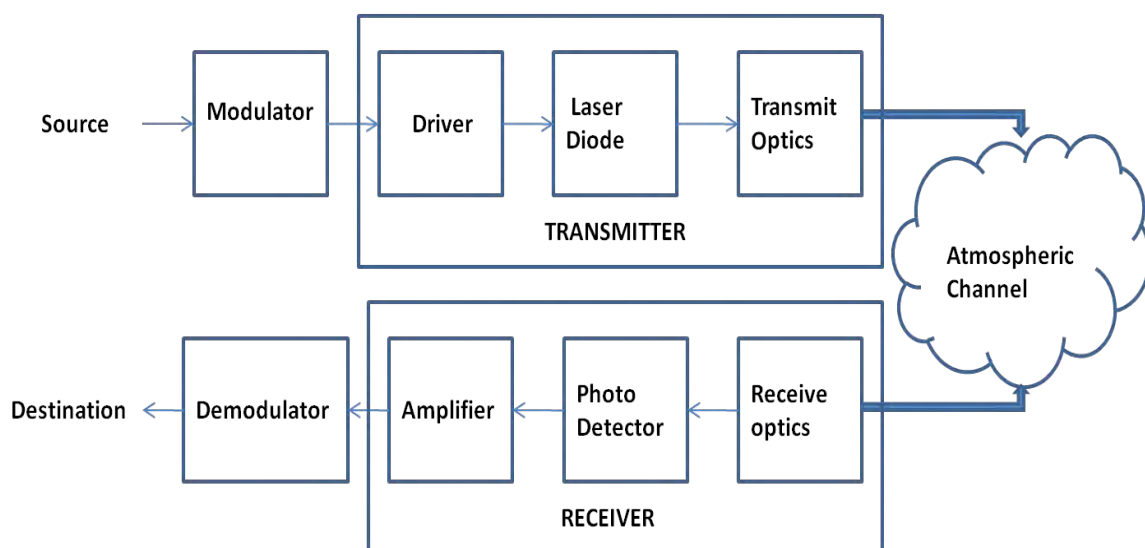 Source
Modulator
Driver
Laser
Diode
Transmit
Optics
TRANSMITTER
Atmospheric
Channel
Destination
Demodulator
Amplifier
Photo
Detector
Receive
optics
RECEIVER